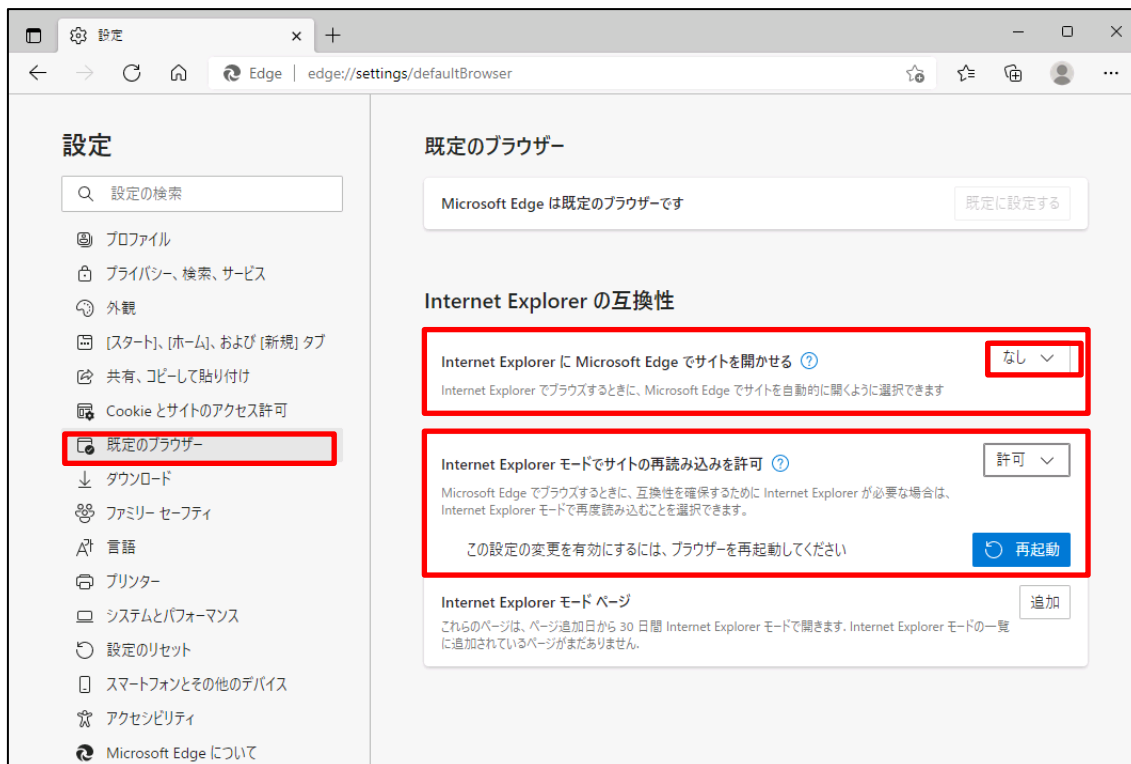 設定
Edge | edge://settings/defaultBrowser
設定
設定の検索
プロファイル
プライバシー、検索、サービス
外観
[スタート]、[ホーム]、および [新規] タブ
共有、コピーして貼り付け
Cookie とサイトのアクセス許可
既定のブラウザー
ダウンロード
ファミリー セーフティ
言語
プリンター
システムとパフォーマンス
設定のリセット
スマートフォンとその他のデバイス
アクセシビリティ
Microsoft Edge について
既定のブラウザー
Microsoft Edge は既定のブラウザーです
既定に設定する
Internet Explorer の互換性
Internet Explorer に Microsoft Edge でサイトを開かせる
なし
Internet Explorer でブラウズするときに、Microsoft Edge でサイトを自動的に開くように選択できます
Internet Explorer モードでサイトの再読み込みを許可
許可
Microsoft Edge でブラウズするときに、互換性を確保するために Internet Explorer が必要な場合は、
Internet Explorer モードで再度読み込むことを選択できます。
この設定の変更を有効にするには、ブラウザーを再起動してください
再起動
Internet Explorer モード ページ
追加
これらのページは、ページ追加日から 30 日間 Internet Explorer モードで開きます. Internet Explorer モードの一覧
に追加されているページがまだありません.